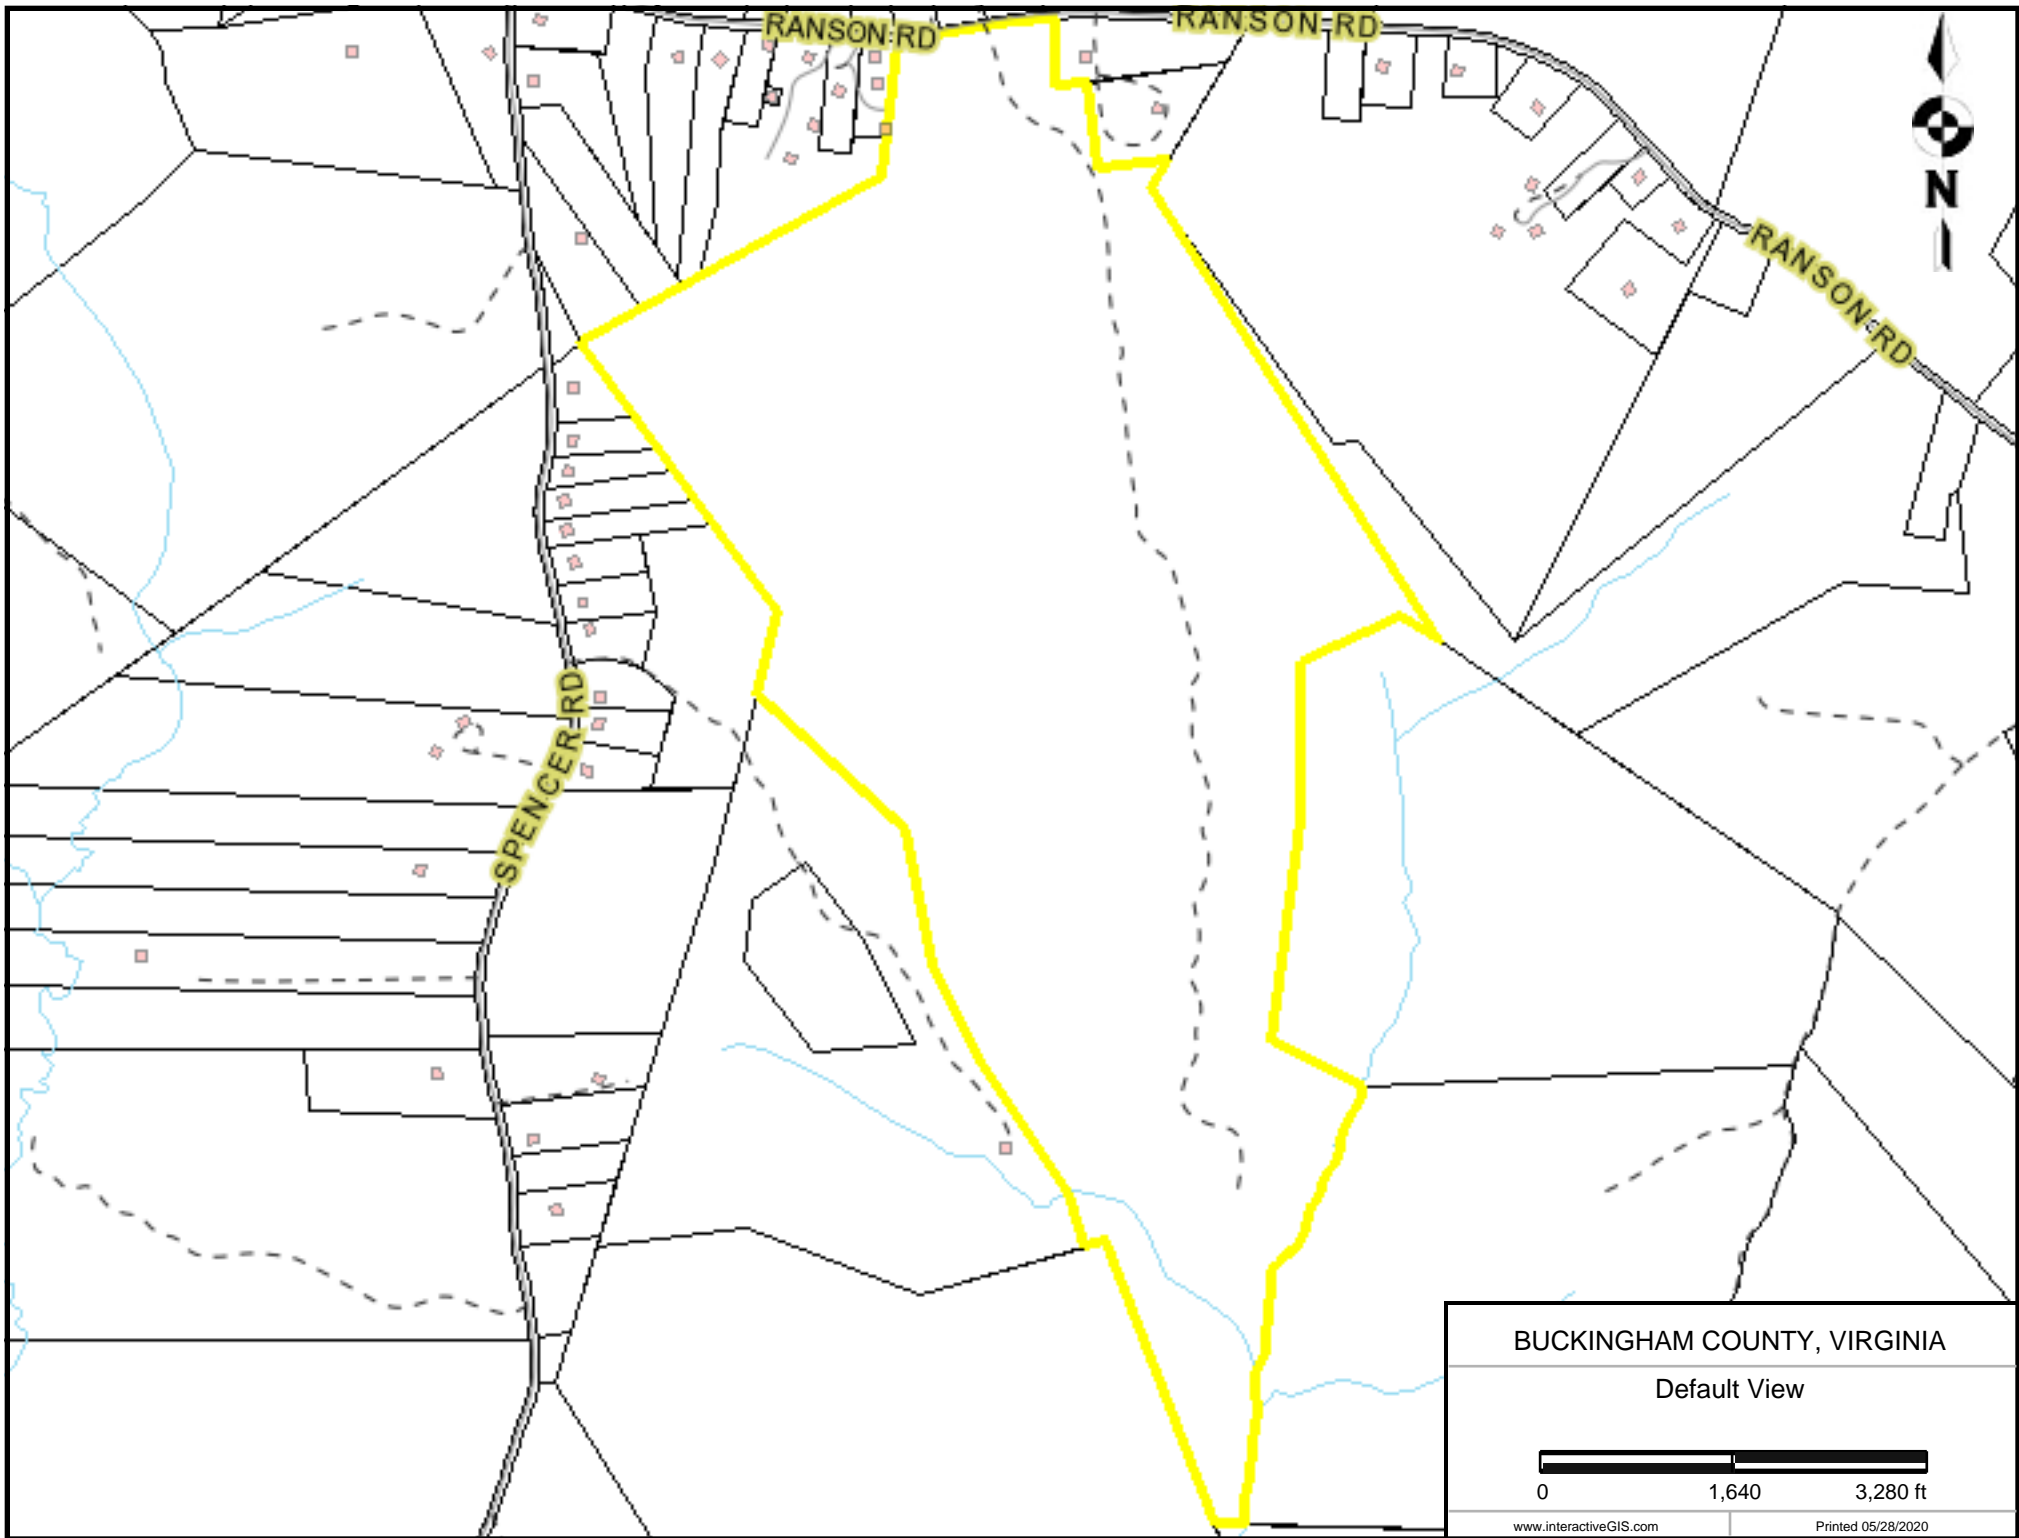 RANSON RD
RANSON RD
N
RANSON RD
SPENCER RD
BUCKINGHAM COUNTY, VIRGINIA
Default View
0 1,640 3,280 ft
www.interactiveGIS.com Printed 05/28/2020